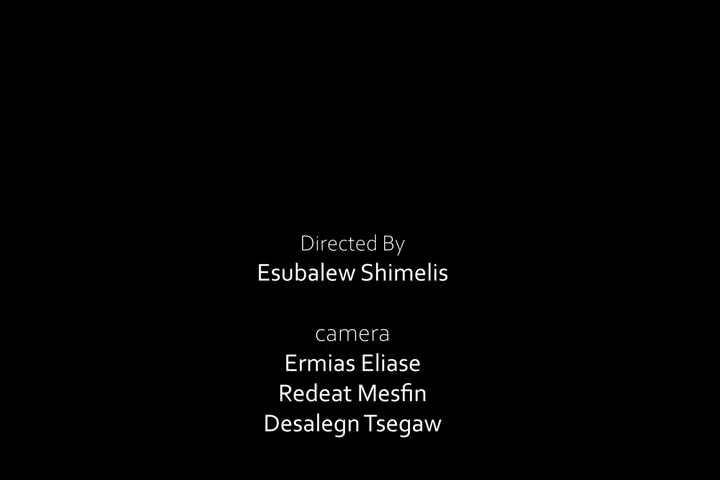 Directed By
Esubalew Shimelis
camera
Ermias Eliase
Redeat Mesfin
Desalegn Tsegaw